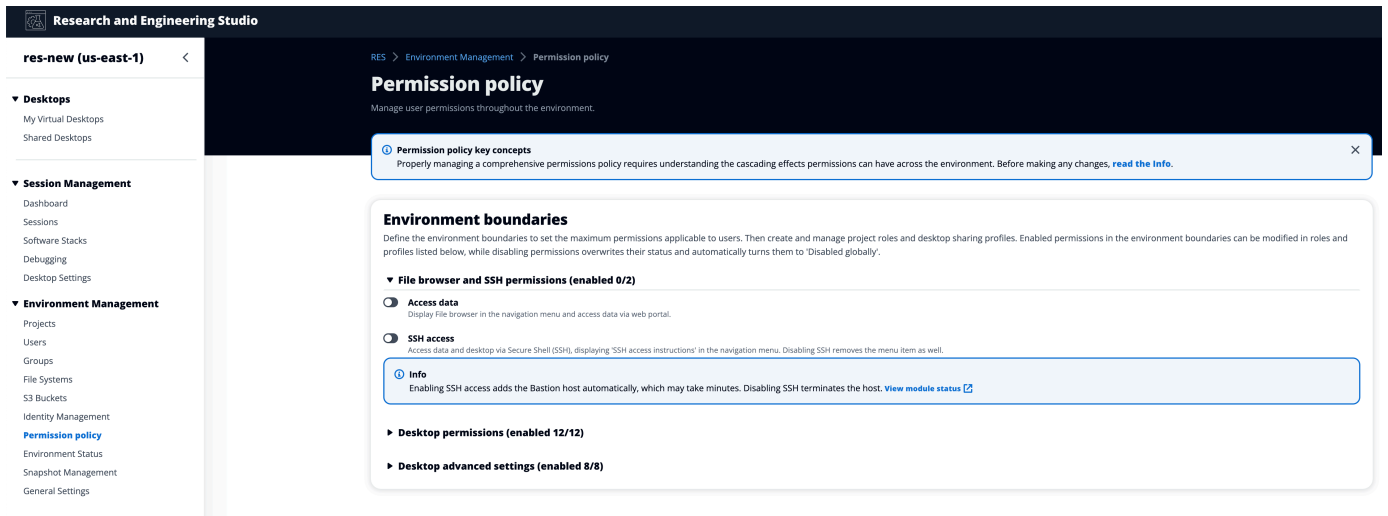 Research and Engineering Studio
res-new (us-east-1)
Desktops
My Virtual Desktops
Shared Desktops
Session Management
Dashboard
Sessions
Software Stacks
Debugging
Desktop Settings
Environment Management
Projects
Users
Groups
File Systems
S3 Buckets
Identity Management
Permission policy
Environment Status
Snapshot Management
General Settings
RES > Environment Management > Permission policy
Permission policy
Manage user permissions throughout the environment.
Permission policy key concepts
Properly managing a comprehensive permissions policy requires understanding the cascading effects permissions can have across the environment. Before making any changes, read the Info.
Environment boundaries
Define the environment boundaries to set the maximum permissions applicable to users. Then create and manage project roles and desktop sharing profiles. Enabled permissions in the environment boundaries can be modified in roles and
profiles listed below, while disabling permissions overwrites their status and automatically turns them to 'Disabled globally'.
File browser and SSH permissions (enabled 0/2)
Access data
Display File browser in the navigation menu and access data via web portal.
SSH access
Access data and desktop via Secure Shell (SSH), displaying 'SSH access instructions' in the navigation menu. Disabling SSH removes the menu item as well.
Info
Enabling SSH access adds the Bastion host automatically, which may take minutes. Disabling SSH terminates the host. View module status
Desktop permissions (enabled 12/12)
Desktop advanced settings (enabled 8/8)